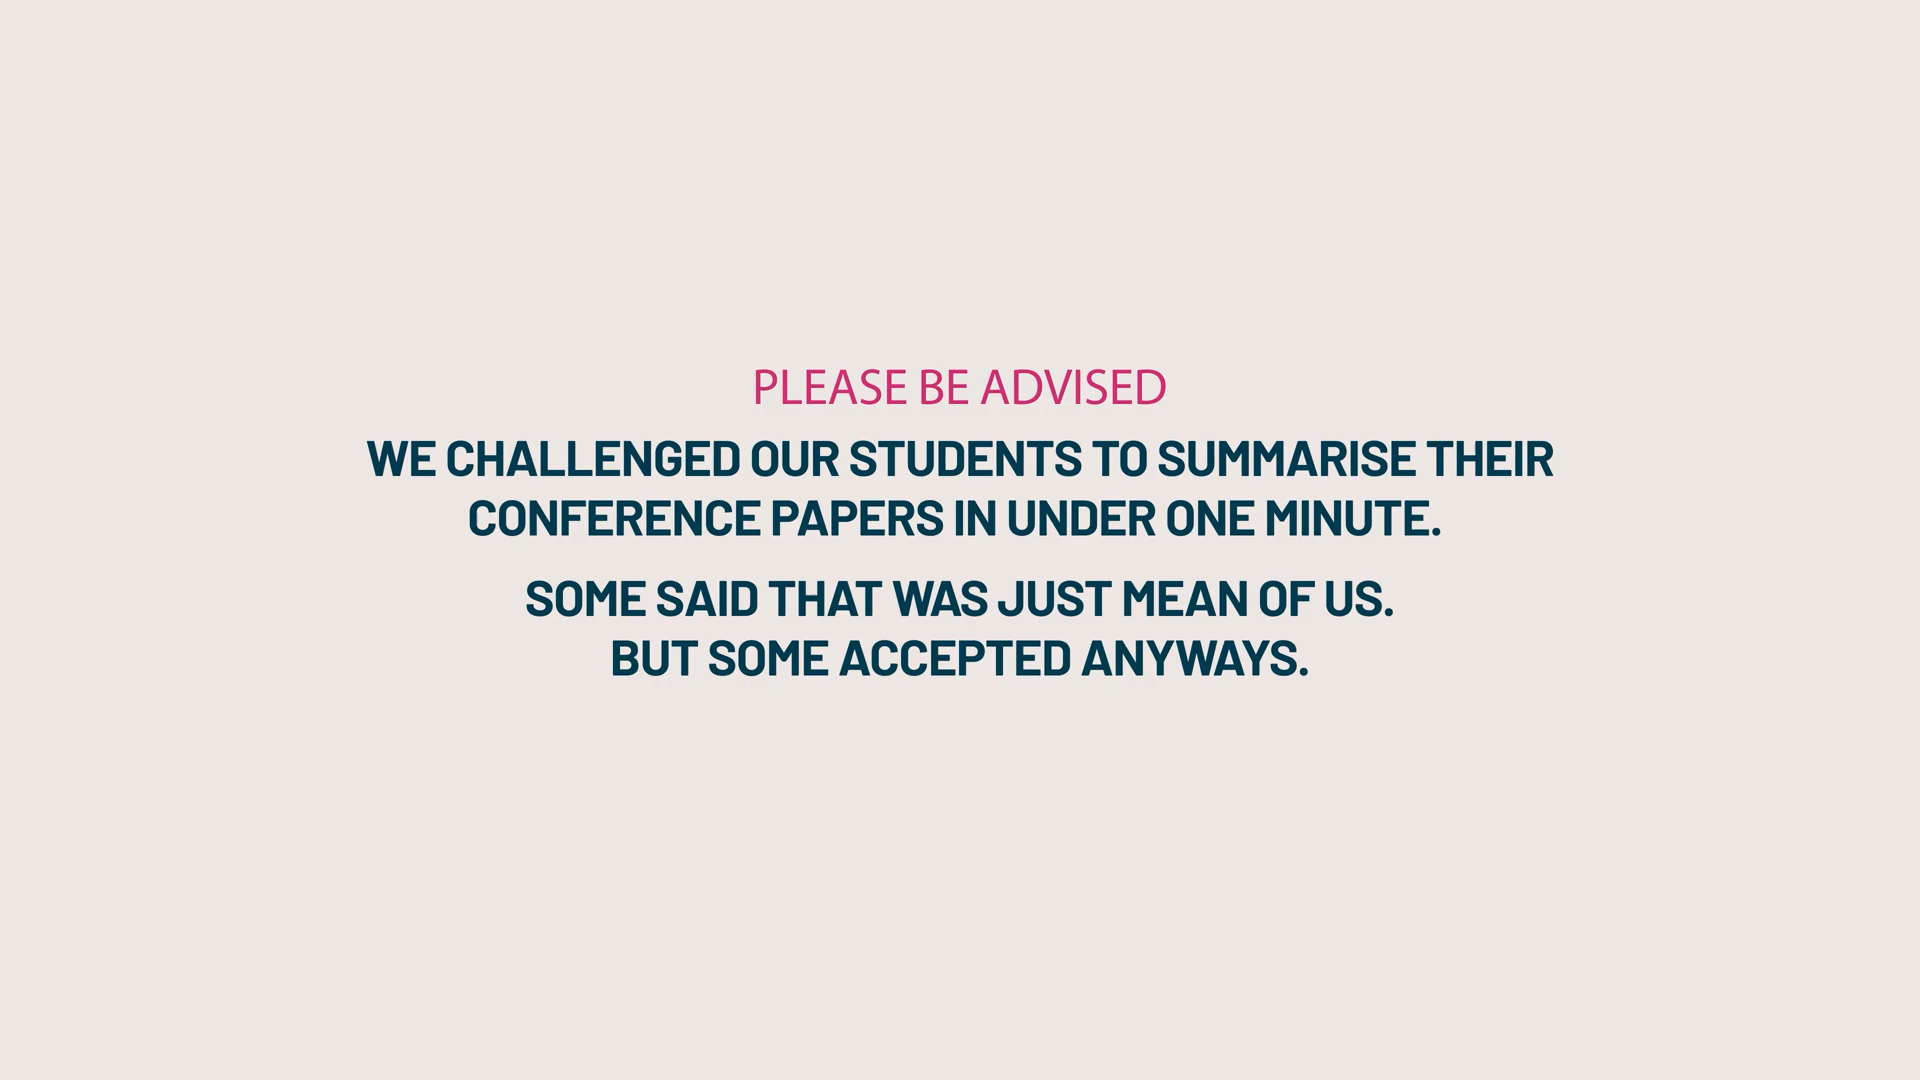 PLEASE BE ADVISED
WE CHALLENGED OUR STUDENTS TO SUMMARISE THEIR
CONFERENCE PAPERS IN UNDER ONE MINUTE.
SOME SAID THAT WAS JUST MEAN OF US.
BUT SOME ACCEPTED ANYWAYS.